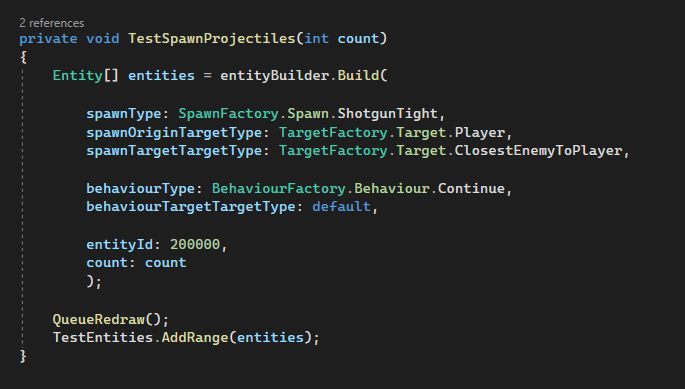 2 references
private void TestSpawnProjectiles(int count)
{
Entity[] entities = entityBuilder.Build(
spawnType: SpawnFactory.Spawn.ShotgunTight,
spawnOriginTargetType: TargetFactory.Target.Player,
spawnTargetTargetType: TargetFactory.Target.ClosestEnemyToPlayer,
behaviourType: BehaviourFactory.Behaviour.Continue,
behaviourTargetTargetType: default,
entityId: 200000,
count: count
);
QueueRedraw();
TestEntities.AddRange(entities);
}